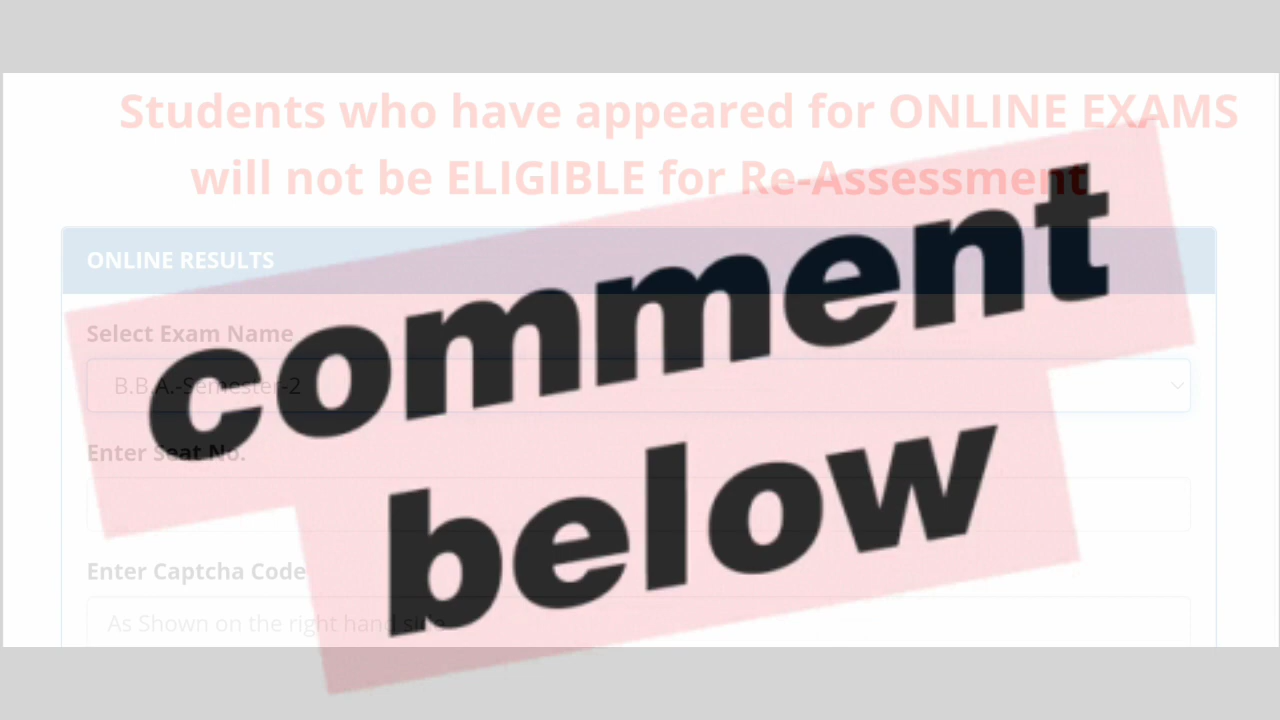 Students who have appeared for ONLINE EXAMS
will not be ELIGIBLE for Re-Assessment
ONLINE RESULTS
Select Exam Name
B.B.A.-Semester-2
Enter Seat No.
Enter Captcha Code
As Shown on the right hand side
comment
below